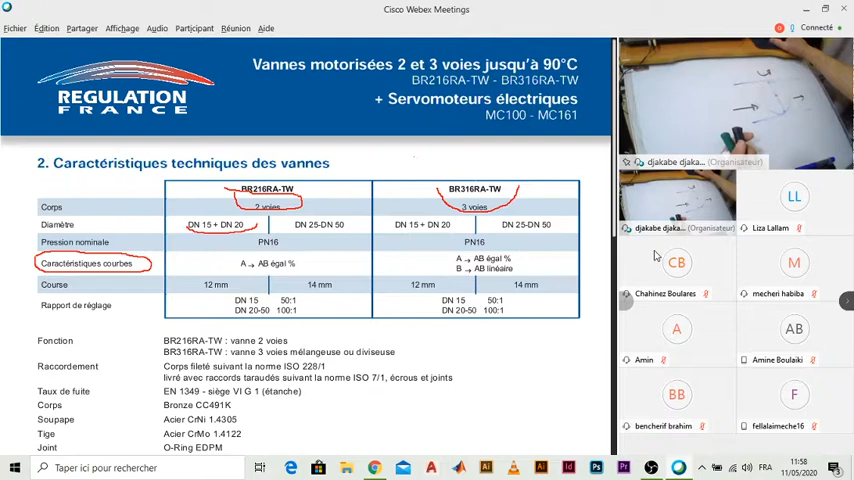 Cisco Webex Meetings
Fichier Édition Partager Affichage Audio Participant Réunion Aide
Connecté
REGULATION
FRANCE
Vannes motorisées 2 et 3 voies jusqu'à 90°C
BR216RA-TW - BR316RA-TW
+ Servomoteurs électriques
MC100 - MC161
2. Caractéristiques techniques des vannes
BR216RA-TW BR316RA-TW
Corps 2 voies 3 voies
Diamètre DN 15 + DN 20 DN 25-DN 50 DN 15 + DN 20 DN 25-DN 50
Pression nominale PN16 PN16
Caractéristiques courbes A → AB égal % A → AB égal %
B → AB linéaire
Course 12 mm 14 mm 12 mm 14 mm
Rapport de réglage DN 15 50:1 DN 15 50:1
DN 20-50 100:1 DN 20-50 100:1
Fonction BR216RA-TW : vanne 2 voies
BR316RA-TW : vanne 3 voies mélangeuse ou diviseuse
Raccordement Corps fileté suivant la norme ISO 228/1
livré avec raccords taraudés suivant la norme ISO 7/1, écrous et joints
Taux de fuite EN 1349 - siège VI G 1 (étanche)
Corps Bronze CC491K
Soupape Acier CrNi 1.4305
Tige Acier CrMo 1.4122
Joint O-Ring EDPM
djakabe djaka... (Organisateur)
djakabe djaka... (Organisateur)
LL
Liza Lallam
CB
Chahinez Boulares
M
mecheri habiba
A
Amin
AB
Amine Boulaiki
BB
bencherif brahim
F
fellalaimeche16
Taper ici pour rechercher
Ai
Ai
Id
Ps
Pr
FRA
11:58
11/05/2020
3